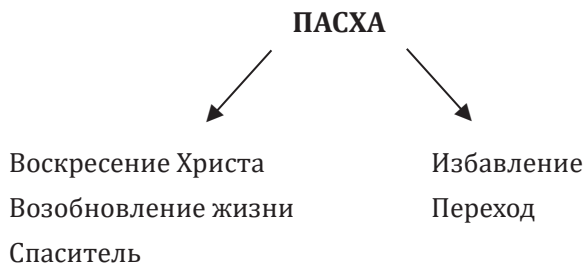 ПАСХА
Воскресение Христа
Возобновление жизни
Спаситель
Избавление
Переход